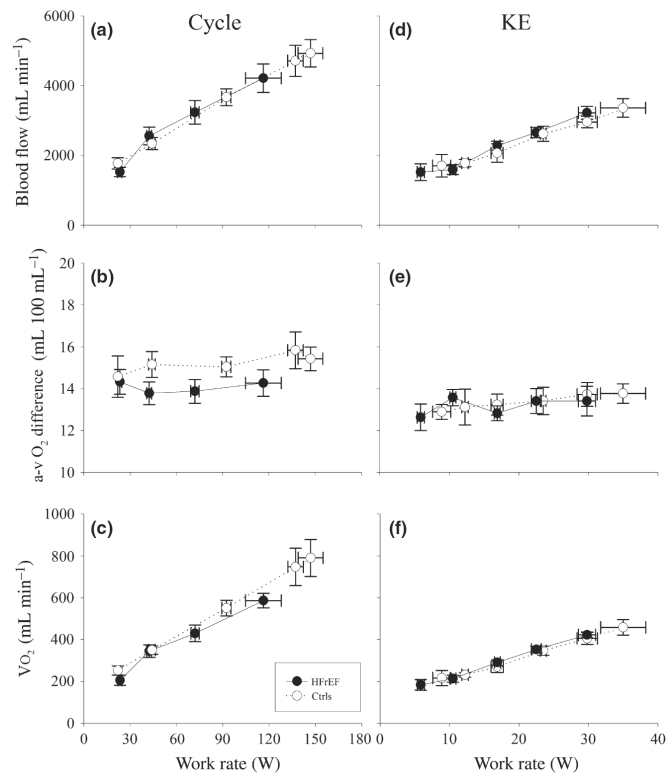 Cycle
KE
(a)
(d)
Blood flow (mL min−1)
6000
4000
2000
0
(b)
(e)
a-v O2 difference (mL 100 mL−1)
20
18
16
14
12
10
(c)
(f)
VO2 (mL min−1)
1000
800
600
400
200
0
HFrEF
Ctrls
0 30 60 90 120 150 180
0 10 20 30 40
Work rate (W)
Work rate (W)